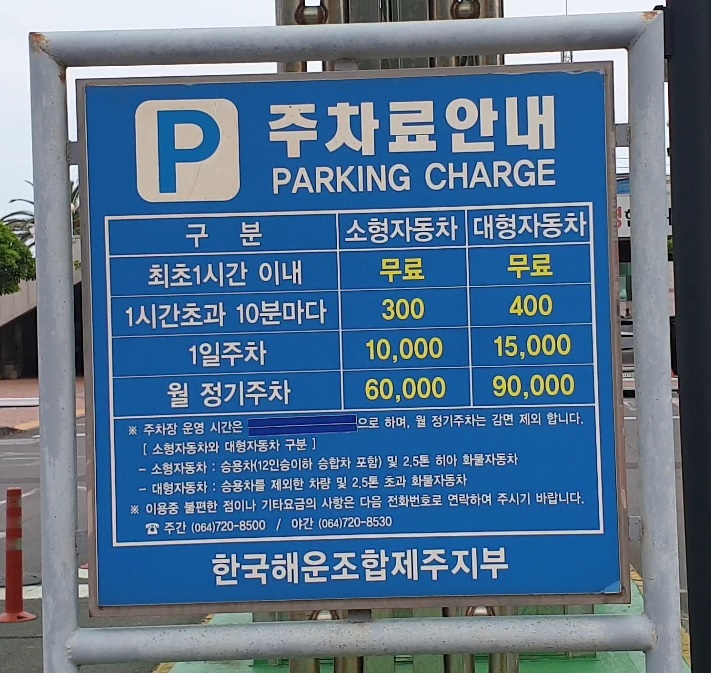 P 주차료안내
PARKING CHARGE
구 분 소형자동차 대형자동차
최초1시간 이내 무료 무료
1시간초과 10분마다 300 400
1일주차 10,000 15,000
월 정기주차 60,000 90,000
※ 주차장 운영 시간은 으로 하며, 월 정기주차는 감면 제외 합니다.
[ 소형자동차와 대형자동차 구분 ]
- 소형자동차 : 승용차(12인승이하 승합차 포함) 및 2.5톤 히아 화물자동차
- 대형자동차 : 승용차를 제외한 차량 및 2.5톤 초과 화물자동차
※ 이용중 불편한 점이나 기타요금의 사항은 다음 전화번호로 연락하여 주시기 바랍니다.
☎ 주간 (064)720-8500 / 야간 (064)720-8530
한국해운조합제주지부